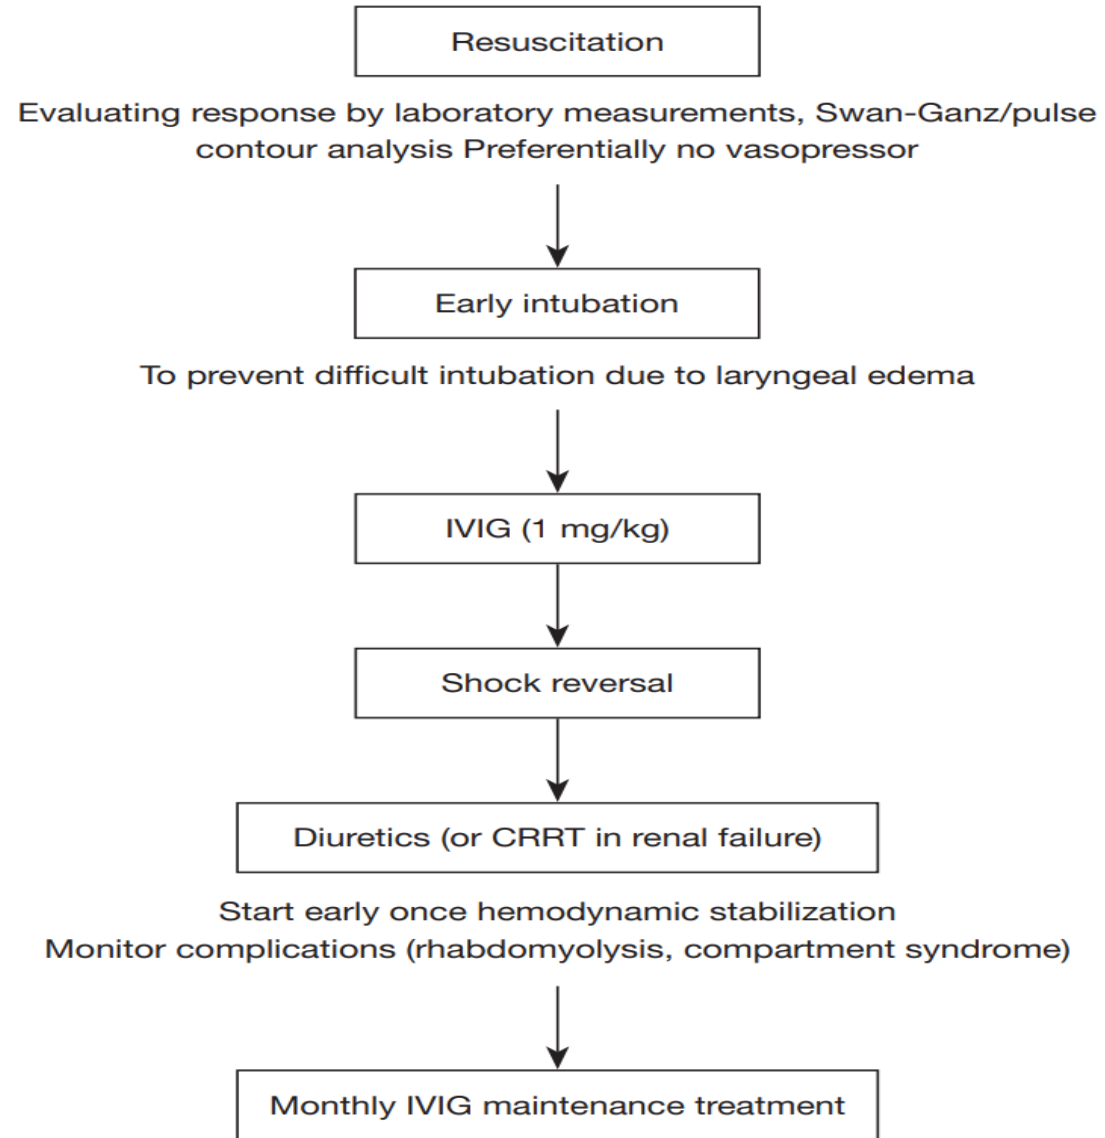 Resuscitation
Evaluating response by laboratory measurements, Swan-Ganz/pulse
contour analysis Preferentially no vasopressor
Early intubation
To prevent difficult intubation due to laryngeal edema
IVIG (1 mg/kg)
Shock reversal
Diuretics (or CRRT in renal failure)
Start early once hemodynamic stabilization
Monitor complications (rhabdomyolysis, compartment syndrome)
Monthly IVIG maintenance treatment